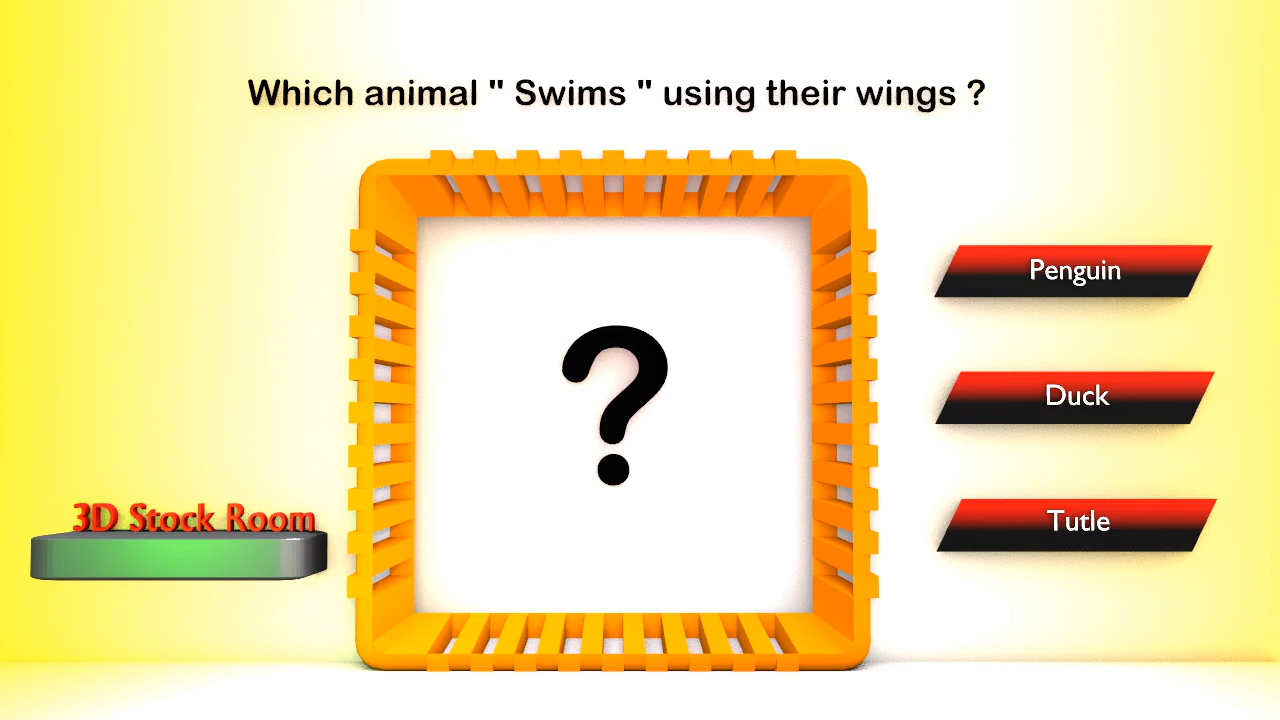 Which animal " Swims " using their wings ?
Penguin
Duck
Tutle
3D Stock Room
?